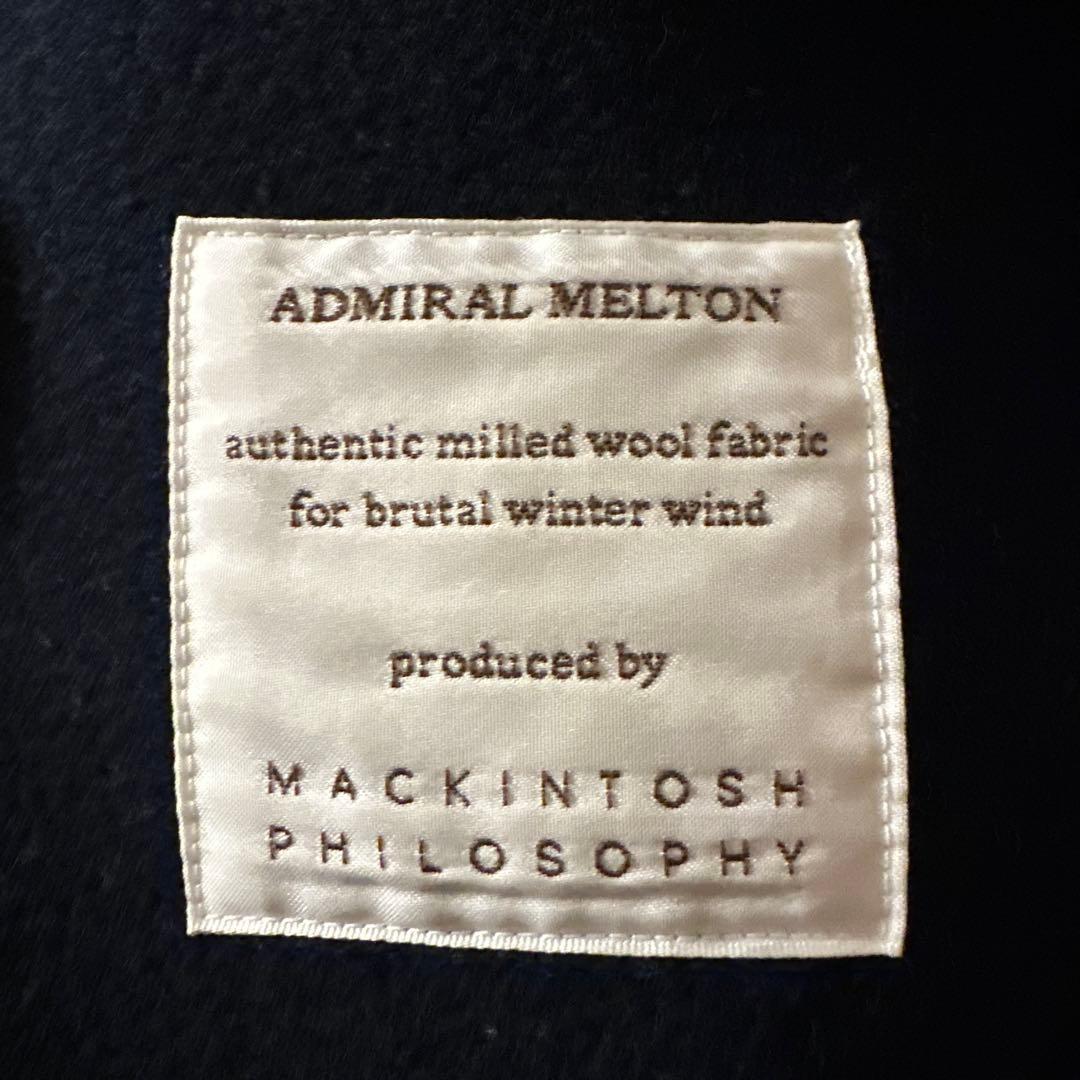 ADMIRAL MELTON
authentic milled wool fabric
for brutal winter wind
produced by
MACKINTOSH
PHILOSOPHY